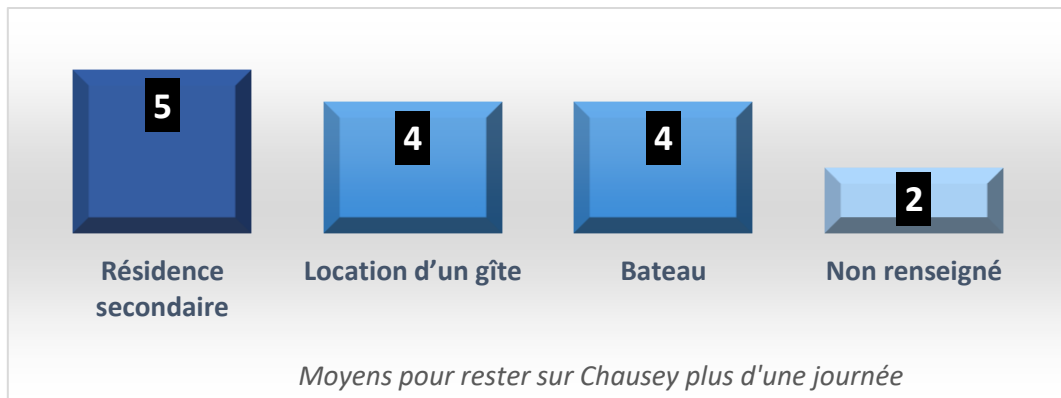 5
4
4
2
Résidence
secondaire
Location d’un gîte
Bateau
Non renseigné
Moyens pour rester sur Chausey plus d'une journée